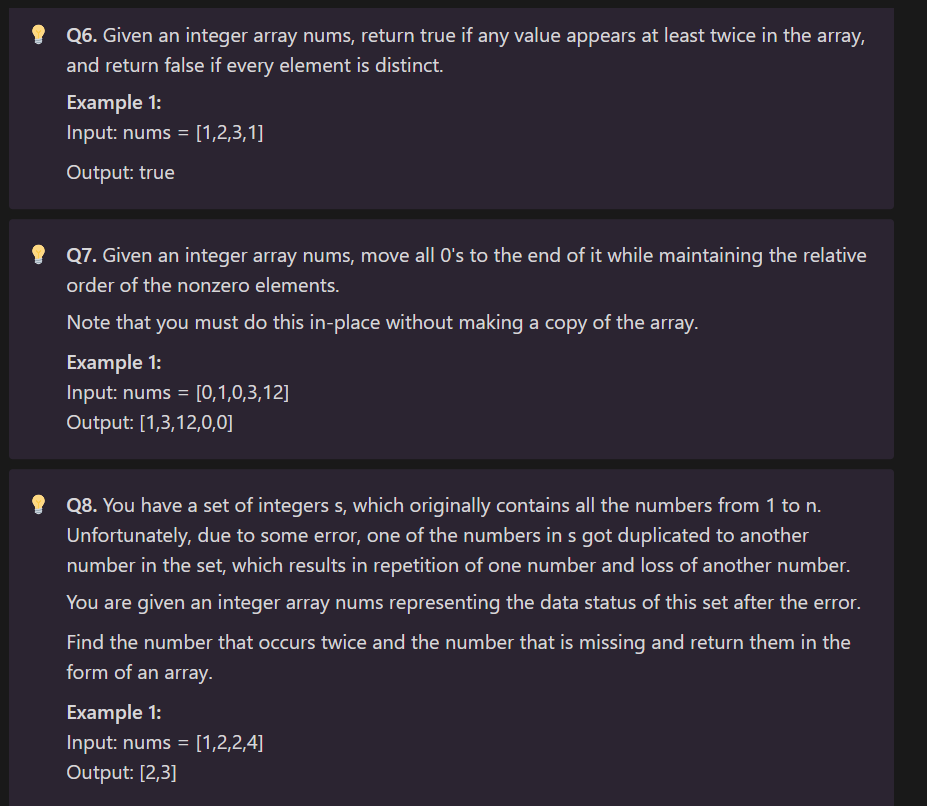 Q6. Given an integer array nums, return true if any value appears at least twice in the array,
and return false if every element is distinct.
Example 1:
Input: nums = [1,2,3,1]
Output: true
Q7. Given an integer array nums, move all 0's to the end of it while maintaining the relative
order of the nonzero elements.
Note that you must do this in-place without making a copy of the array.
Example 1:
Input: nums = [0,1,0,3,12]
Output: [1,3,12,0,0]
Q8. You have a set of integers s, which originally contains all the numbers from 1 to n.
Unfortunately, due to some error, one of the numbers in s got duplicated to another
number in the set, which results in repetition of one number and loss of another number.
You are given an integer array nums representing the data status of this set after the error.
Find the number that occurs twice and the number that is missing and return them in the
form of an array.
Example 1:
Input: nums = [1,2,2,4]
Output: [2,3]